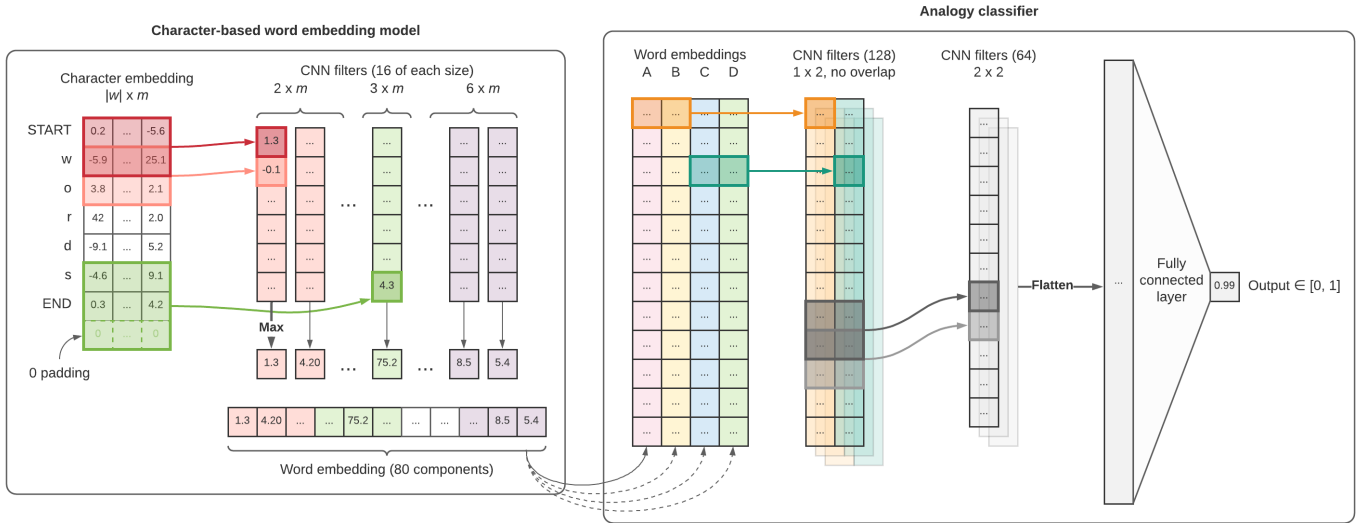 Character-based word embedding model
Character embedding
|w| x m
START
w
o
r
d
s
END
0.2 ... -5.6
-5.9 ... 25.1
3.8 ... 2.1
42 ... 2.0
-9.1 ... 5.2
-4.6 ... 9.1
0.3 ... 4.2
0 ... 0
0 padding
CNN filters (16 of each size)
2 x m
3 x m
6 x m
1.3 ... ... ... ...
-0.1 ... ... ... ...
... ... ... ... ...
... ...
... ... ... ... ...
... ... ... ... ...
... ... 4.3
Max
1.3 4.20 ... 75.2 ... 8.5 5.4
1.3 4.20 ... ... 75.2 ... ... ... ... 8.5 5.4
Word embedding (80 components)
Analogy classifier
Word embeddings
A B C D
... ... ... ...
... ... ... ...
... ... ... ...
... ... ... ...
... ... ... ...
... ... ... ...
... ... ... ...
... ... ... ...
... ... ... ...
... ... ... ...
... ... ... ...
... ... ... ...
CNN filters (128)
1 x 2, no overlap
... ...
... ...
... ...
... ...
... ...
... ...
... ...
... ...
... ...
... ...
... ...
... ...
CNN filters (64)
2 x 2
...
...
...
...
...
...
...
...
...
...
...
Flatten
...
Fully
connected
layer
0.99
Output ∈ [0, 1]